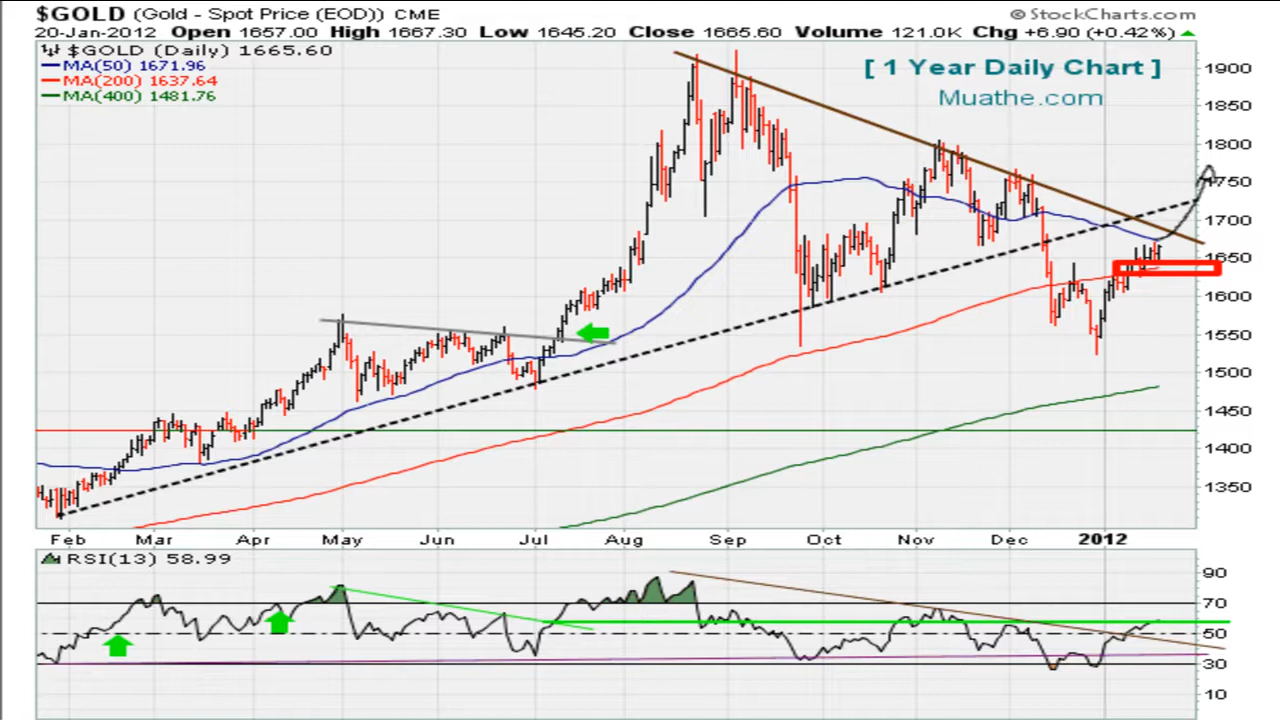 $GOLD (Gold - Spot Price (EOD)) CME
© StockCharts.com
20-Jan-2012 Open 1657.00 High 1667.30 Low 1645.20 Close 1665.60 Volume 121.0K Chg +6.90 (+0.42%)
$GOLD (Daily) 1665.60
MA(50) 1671.96
MA(200) 1637.64
MA(400) 1481.76
[ 1 Year Daily Chart ]
Muathe.com
1900
1850
1800
1750
1700
1650
1600
1550
1500
1450
1400
1350
Feb Mar Apr May Jun Jul Aug Sep Oct Nov Dec 2012
RSI(13) 58.99
90
70
50
30
10